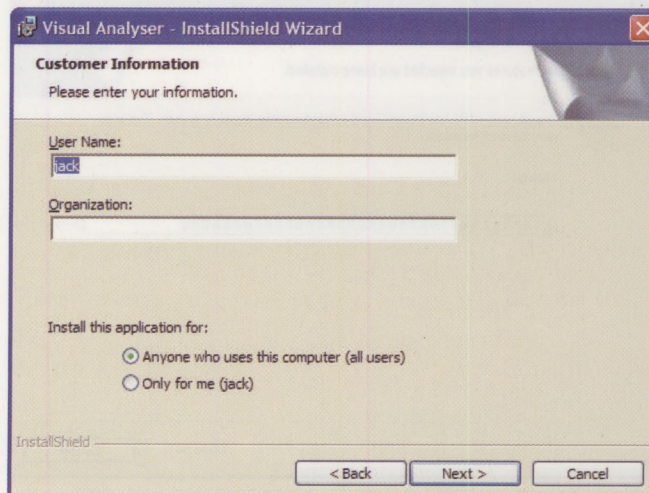 Visual Analyser - InstallShield Wizard
Customer Information
Please enter your information.
User Name:
jack
Organization:
Install this application for:
Anyone who uses this computer (all users)
Only for me (jack)
InstallShield
< Back
Next >
Cancel